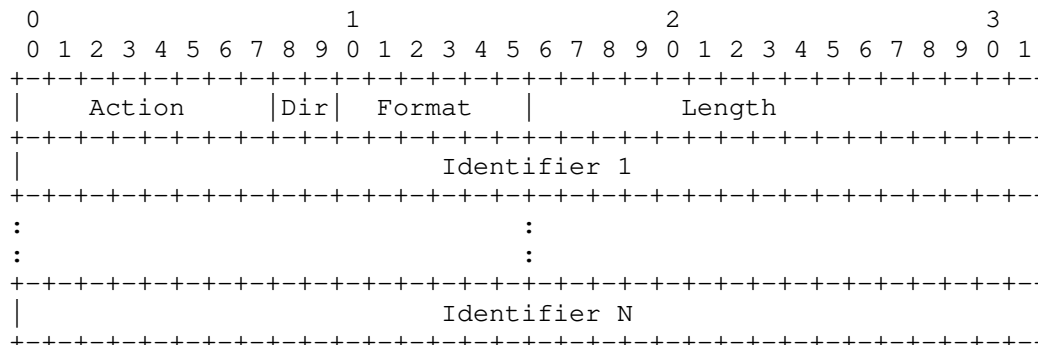 0                   1                   2                   3
 0 1 2 3 4 5 6 7 8 9 0 1 2 3 4 5 6 7 8 9 0 1 2 3 4 5 6 7 8 9 0 1
+-+-+-+-+-+-+-+-+-+-+-+-+-+-+-+-+-+-+-+-+-+-+-+-+-+-+-+-+-+-+-+-
|    Action     |Dir|  Format   |         Length
+-+-+-+-+-+-+-+-+-+-+-+-+-+-+-+-+-+-+-+-+-+-+-+-+-+-+-+-+-+-+-+-
|                          Identifier 1
+-+-+-+-+-+-+-+-+-+-+-+-+-+-+-+-+-+-+-+-+-+-+-+-+-+-+-+-+-+-+-+-
:                               :
:                               :
+-+-+-+-+-+-+-+-+-+-+-+-+-+-+-+-+-+-+-+-+-+-+-+-+-+-+-+-+-+-+-+-
|                          Identifier N
+-+-+-+-+-+-+-+-+-+-+-+-+-+-+-+-+-+-+-+-+-+-+-+-+-+-+-+-+-+-+-+-